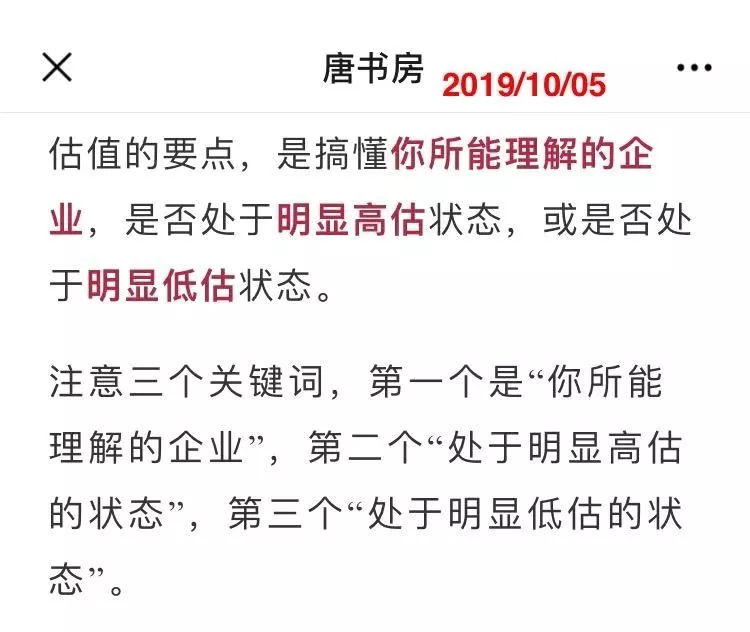 唐书房
2019/10/05
估值的要点，是搞懂你所能理解的企
业，是否处于明显高估状态，或是否处
于明显低估状态。
注意三个关键词，第一个是“你所能
理解的企业”，第二个“处于明显高估
的状态”，第三个“处于明显低估的状
态”。